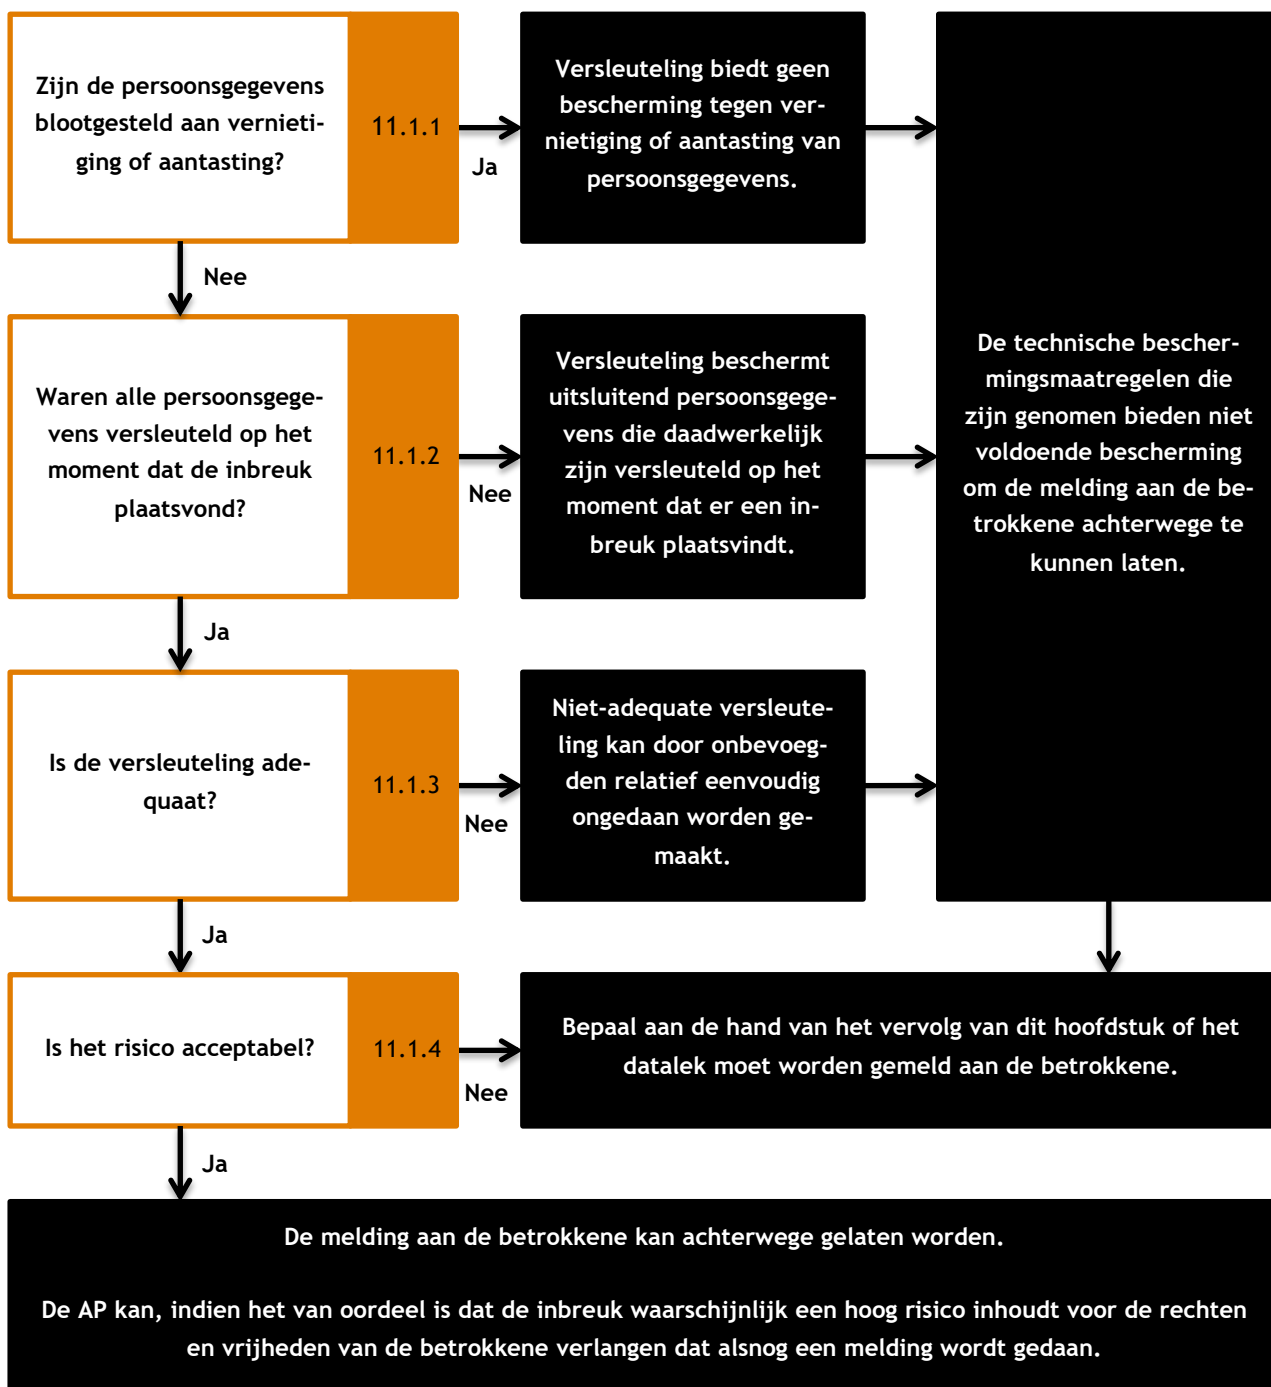 Zijn de persoonsgegevens
blootgesteld aan vernieti-
ging of aantasting?
11.1.1
Ja
Versleuteling biedt geen
bescherming tegen ver-
nietiging of aantasting van
persoonsgegevens.
Nee
Waren alle persoonsgege-
vens versleuteld op het
moment dat de inbreuk
plaatsvond?
11.1.2
Nee
Versleuteling beschermt
uitsluitend persoonsgege-
vens die daadwerkelijk
zijn versleuteld op het
moment dat er een in-
breuk plaatsvindt.
De technische bescher-
mingsmaatregelen die
zijn genomen bieden niet
voldoende bescherming
om de melding aan de be-
trokkene achterwege te
kunnen laten.
Ja
Is de versleuteling ade-
quaat?
11.1.3
Nee
Niet-adequate versleute-
ling kan door onbevoeg-
den relatief eenvoudig
ongedaan worden ge-
maakt.
Ja
Is het risico acceptabel?
11.1.4
Nee
Bepaal aan de hand van het vervolg van dit hoofdstuk of het
datalek moet worden gemeld aan de betrokkene.
Ja
De melding aan de betrokkene kan achterwege gelaten worden.
De AP kan, indien het van oordeel is dat de inbreuk waarschijnlijk een hoog risico inhoudt voor de rechten
en vrijheden van de betrokkene verlangen dat alsnog een melding wordt gedaan.